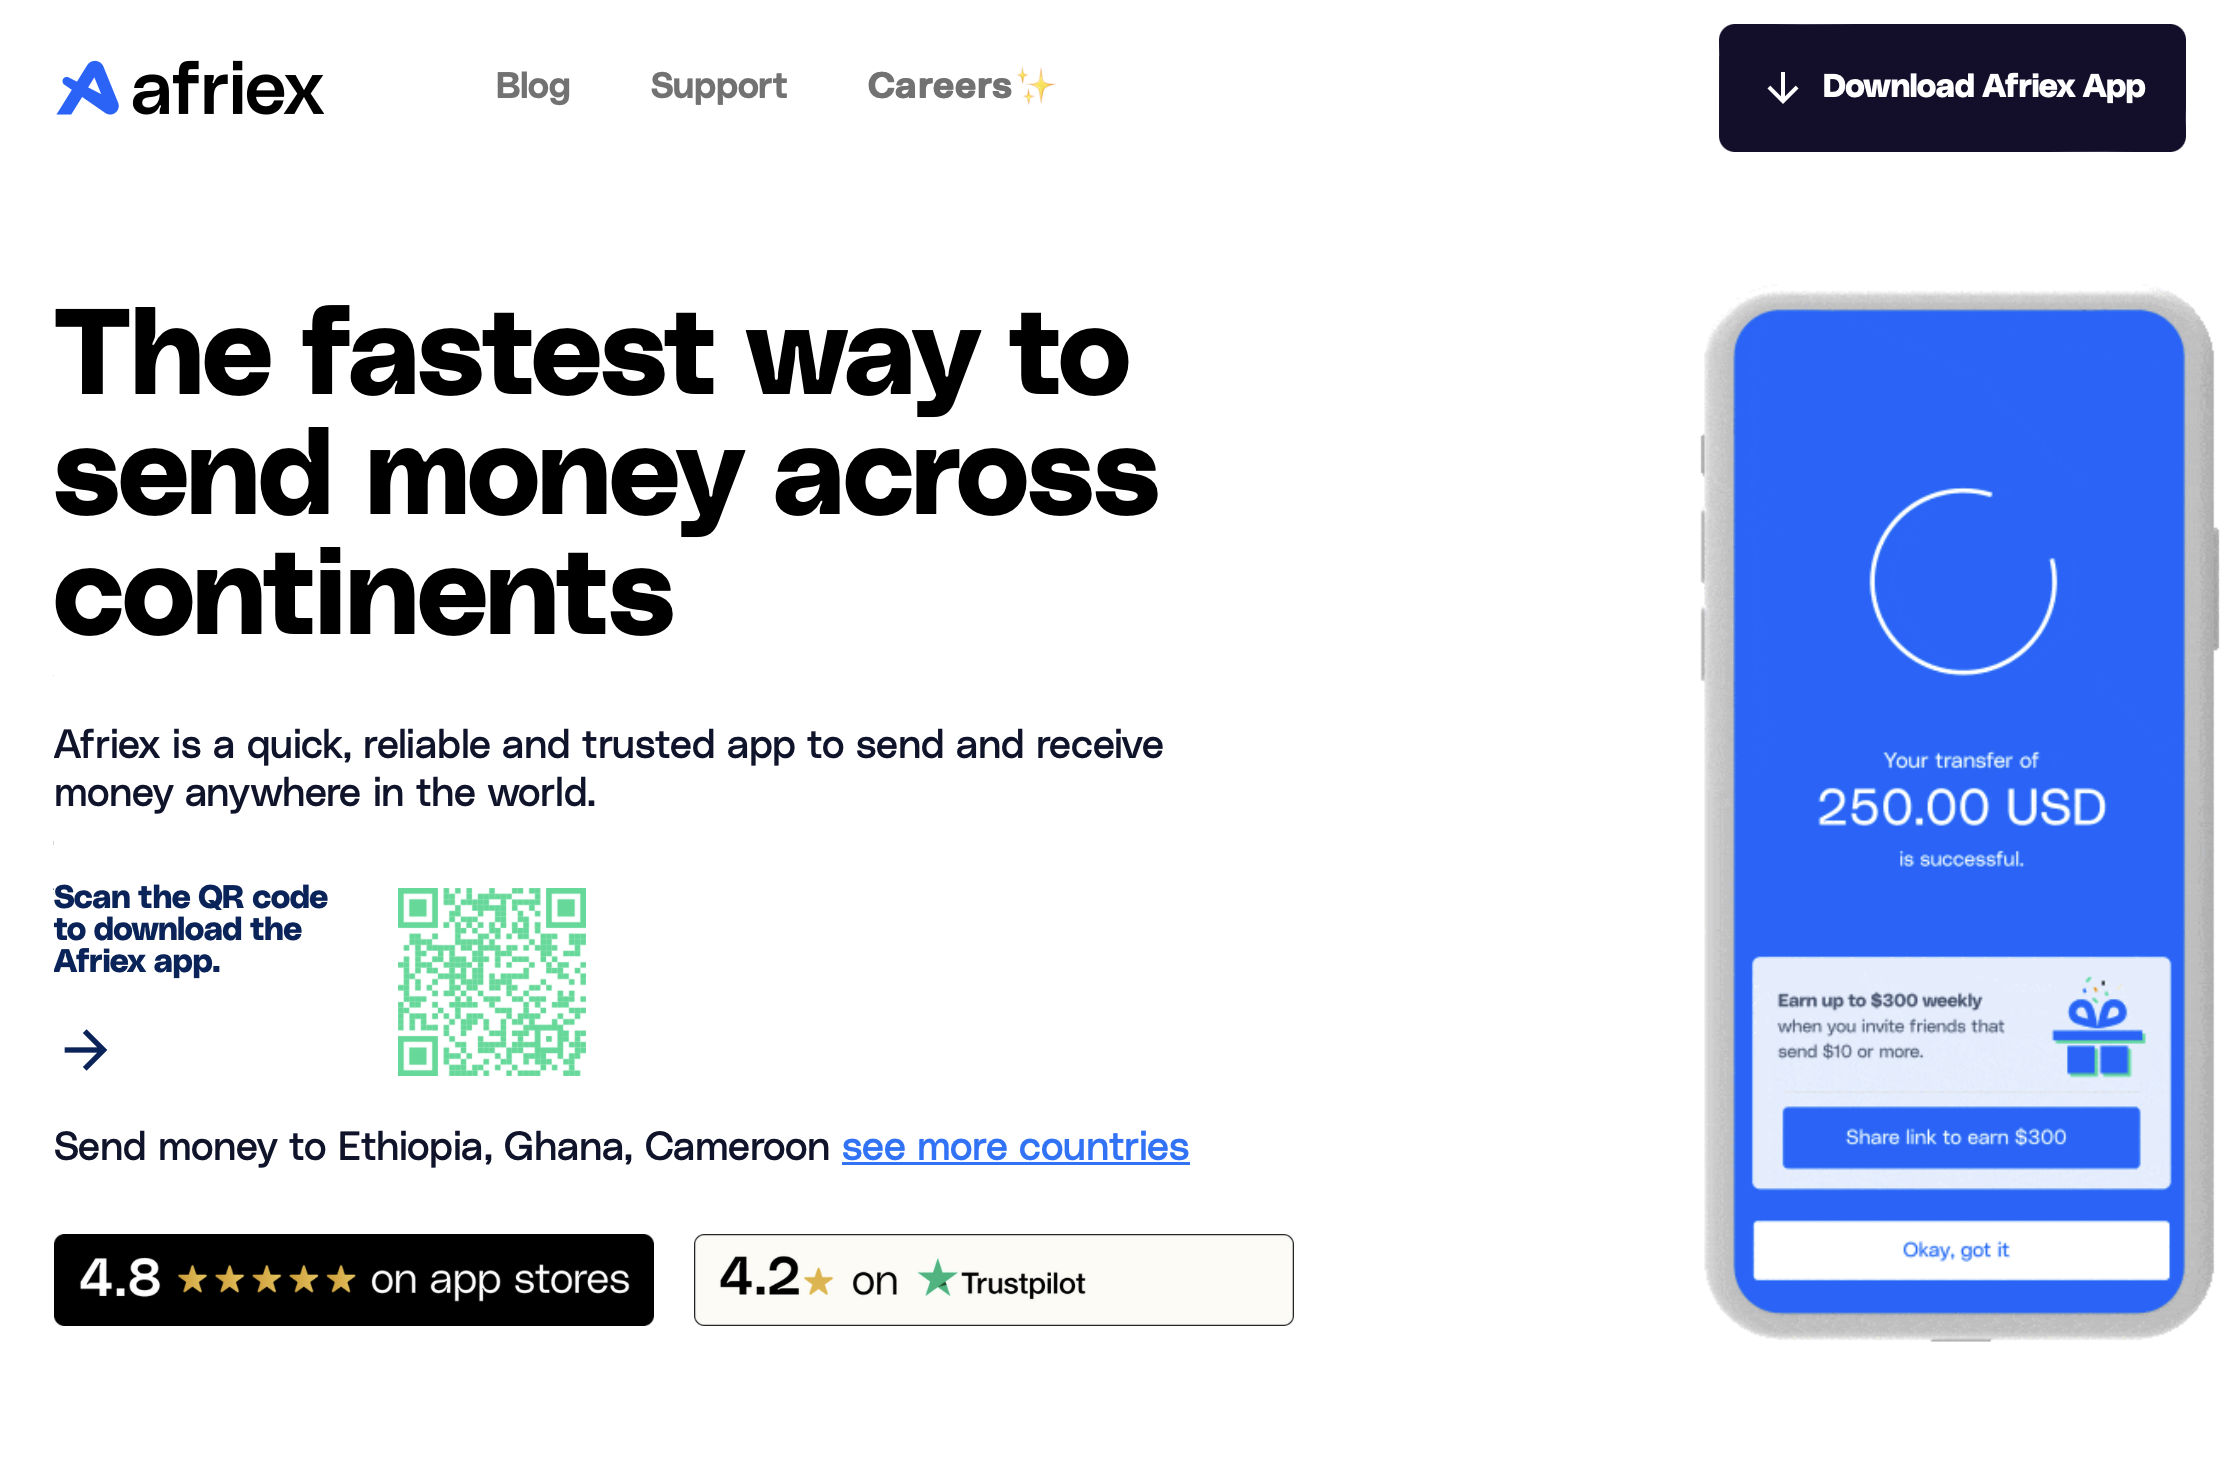 afriex
Blog
Support
Careers✨
Download Afriex App
The fastest way to
send money across
continents
Afriex is a quick, reliable and trusted app to send and receive
money anywhere in the world.
Scan the QR code
to download the
Afriex app.
Send money to Ethiopia, Ghana, Cameroon see more countries
4.8 ★★★★★ on app stores
4.2★ on ★Trustpilot
Your transfer of
250.00 USD
is successful.
Earn up to $300 weekly
when you invite friends that
send $10 or more.
Share link to earn $300
Okay, got it